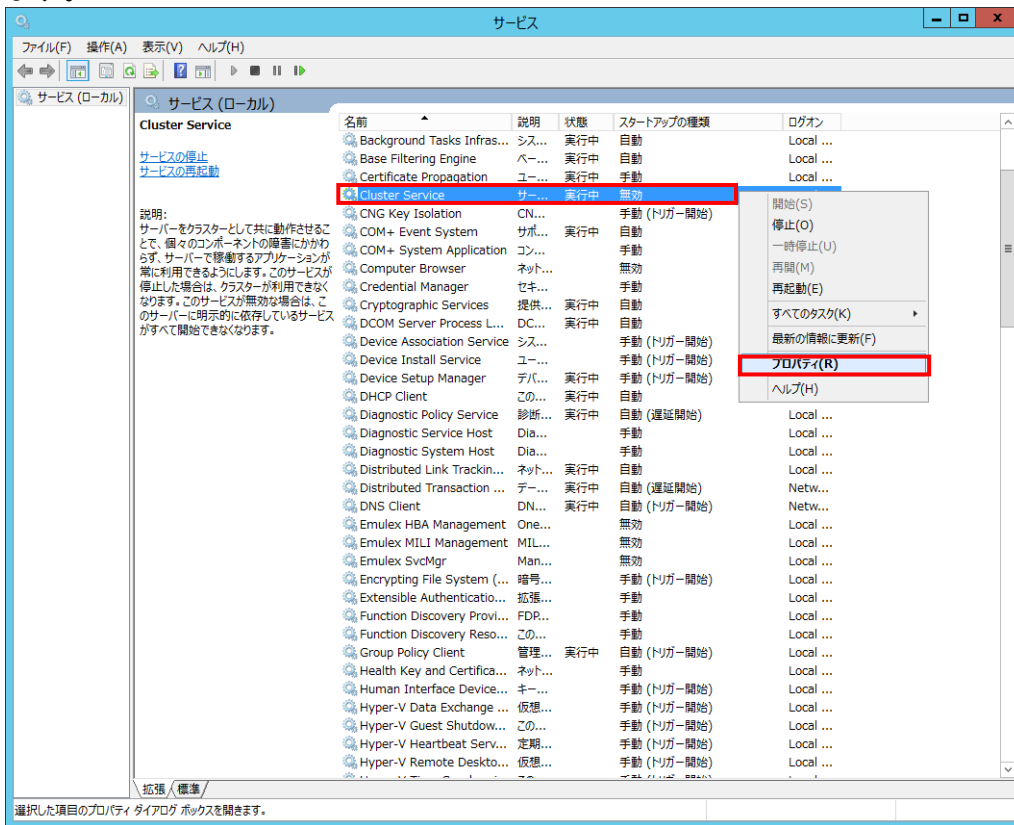 サービス
ファイル(F) 操作(A) 表示(V) ヘルプ(H)
サービス (ローカル)
サービス (ローカル)
Cluster Service
サービスの停止
サービスの再起動
説明:
サーバーをクラスターとして共に動作させるこ
とで、個々のコンポーネントの障害にかかわ
らず、サーバーで稼働するアプリケーションが
常に利用できるようにします。このサービスが
停止した場合は、クラスターが利用できなく
なります。このサービスが無効な場合は、こ
のサーバーに明示的に依存しているサービス
がすべて開始できなくなります。
名前 説明 状態 スタートアップの種類 ログオン
Background Tasks Infras... シス... 実行中 自動 Local ...
Base Filtering Engine ベー... 実行中 自動 Local ...
Certificate Propagation ユー... 実行中 手動 Local ...
Cluster Service サー... 実行中 無効
CNG Key Isolation CN... 手動 (トリガー開始)
COM+ Event System サポ... 実行中 自動
COM+ System Application コン... 手動
Computer Browser ネット... 無効
Credential Manager セキ... 手動
Cryptographic Services 提供... 実行中 自動
DCOM Server Process L... DC... 実行中 自動
Device Association Service シス... 手動 (トリガー開始)
Device Install Service ユー... 手動 (トリガー開始)
Device Setup Manager デバ... 実行中 手動 (トリガー開始)
DHCP Client この... 実行中 自動
Diagnostic Policy Service 診断... 実行中 自動 (遅延開始) Local ...
Diagnostic Service Host Dia... 手動 Local ...
Diagnostic System Host Dia... 手動 Local ...
Distributed Link Trackin... ネット... 実行中 自動 Local ...
Distributed Transaction ... デー... 実行中 自動 (遅延開始) Netw...
DNS Client DN... 実行中 自動 (トリガー開始) Netw...
Emulex HBA Management One... 無効 Local ...
Emulex MILI Management MIL... 無効 Local ...
Emulex SvcMgr Man... 無効 Local ...
Encrypting File System (... 暗号... 手動 (トリガー開始) Local ...
Extensible Authenticatio... 拡張... 手動 Local ...
Function Discovery Provi... FDP... 手動 Local ...
Function Discovery Reso... この... 手動 Local ...
Group Policy Client 管理... 実行中 自動 (トリガー開始) Local ...
Health Key and Certifica... ネット... 手動 Local ...
Human Interface Device... キー... 手動 (トリガー開始) Local ...
Hyper-V Data Exchange ... 仮想... 手動 (トリガー開始) Local ...
Hyper-V Guest Shutdow... この... 手動 (トリガー開始) Local ...
Hyper-V Heartbeat Serv... 定期... 手動 (トリガー開始) Local ...
Hyper-V Remote Deskto... 仮想... 手動 (トリガー開始) Local ...
開始(S)
停止(O)
一時停止(U)
再開(M)
再起動(E)
すべてのタスク(K)
最新の情報に更新(F)
プロパティ(R)
ヘルプ(H)
拡張 標準
選択した項目のプロパティ ダイアログ ボックスを開きます。